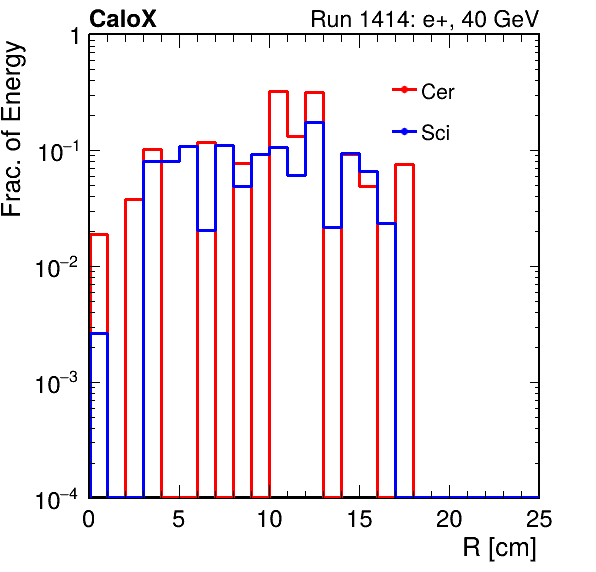 CaloX Run 1414: e+, 40 GeV
Frac. of Energy
1
10⁻¹
10⁻²
10⁻³
10⁻⁴
Cer
Sci
0 5 10 15 20 25
R [cm]